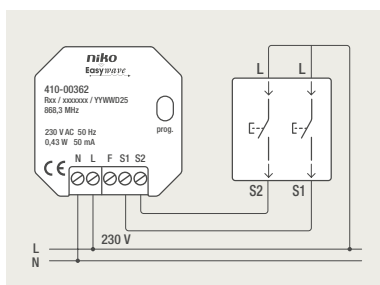 niko
Easywave
410-00362
Rxx / xxxxxxx / YYWWD25
868,3 MHz
230 V AC 50 Hz
0,43 W 50 mA
prog.
CE
N L F S1 S2
L L
S2 S1
230 V
L
N